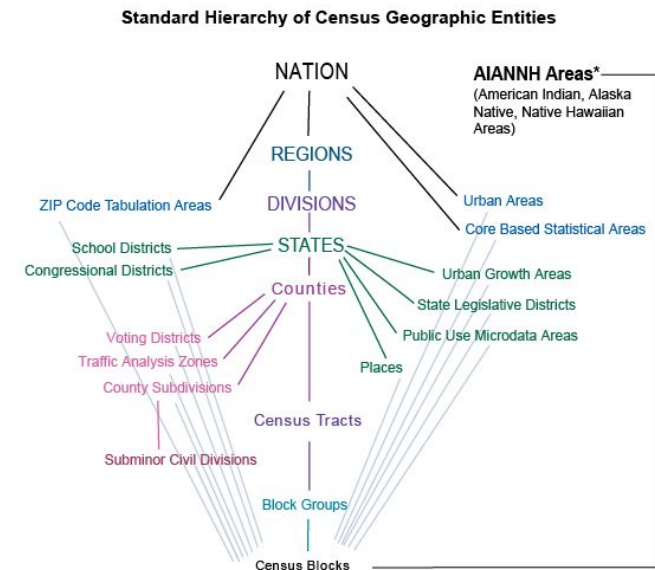 Standard Hierarchy of Census Geographic Entities
NATION
AIANNH Areas*
(American Indian, Alaska
Native, Native Hawaiian
Areas)
REGIONS
ZIP Code Tabulation Areas
DIVISIONS
Urban Areas
Core Based Statistical Areas
School Districts
STATES
Congressional Districts
Urban Growth Areas
Counties
State Legislative Districts
Voting Districts
Public Use Microdata Areas
Traffic Analysis Zones
Places
County Subdivisions
Census Tracts
Subminor Civil Divisions
Block Groups
Census Blocks